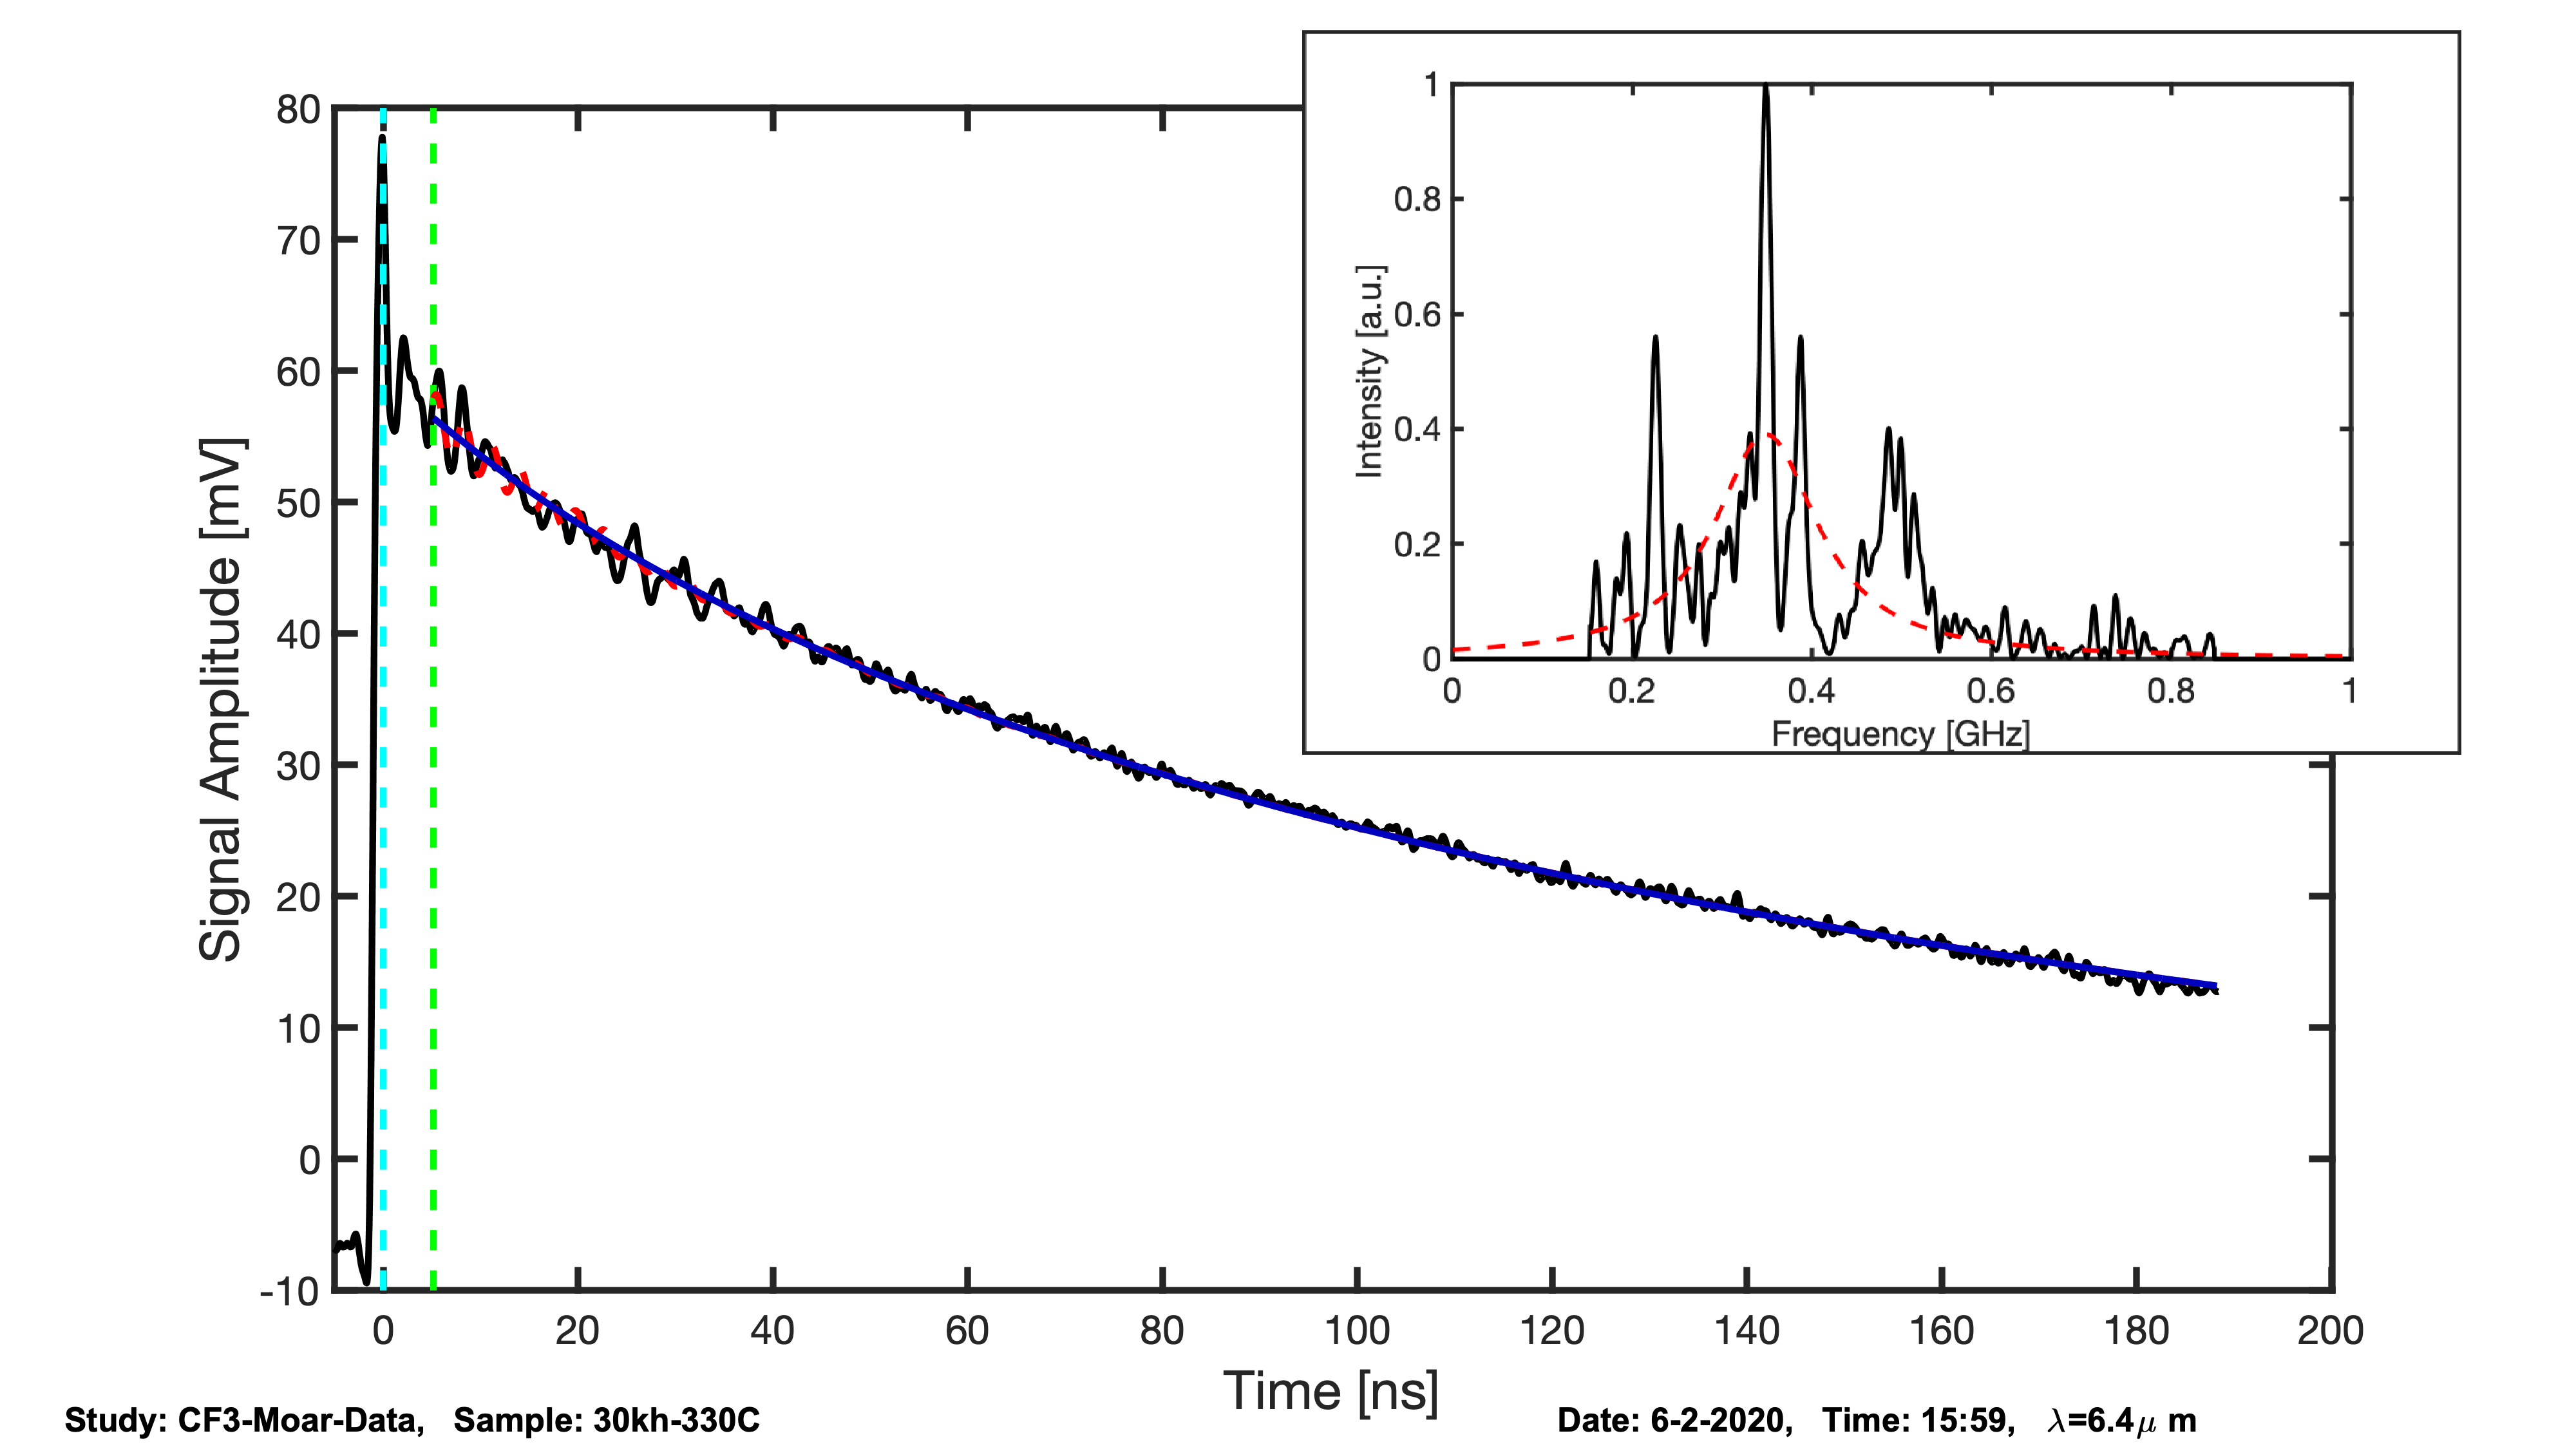 80
70
60
50
40
30
20
10
0
-10
Signal Amplitude [mV]
0 20 40 60 80 100 120 140 160 180 200
Time [ns]
1
0.8
0.6
0.4
0.2
0
Intensity [a.u.]
0 0.2 0.4 0.6 0.8 1
Frequency [GHz]
Study: CF3-Moar-Data, Sample: 30kh-330C
Date: 6-2-2020, Time: 15:59, λ=6.4μ m